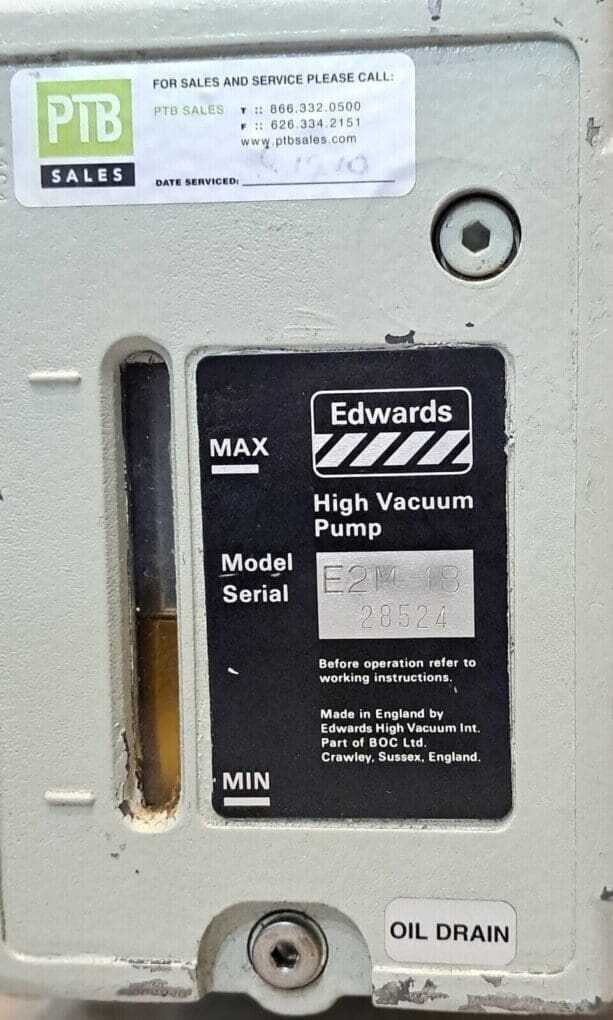 PTB
SALES
FOR SALES AND SERVICE PLEASE CALL:
PTB SALES T :: 866.332.0500
F :: 626.334.2151
www.ptbsales.com
DATE SERVICED:
Edwards
MAX
High Vacuum
Pump
Model E2M-18
Serial 28524
Before operation refer to
working instructions.
Made in England by
Edwards High Vacuum Int.
Part of BOC Ltd.
Crawley, Sussex, England.
MIN
OIL DRAIN